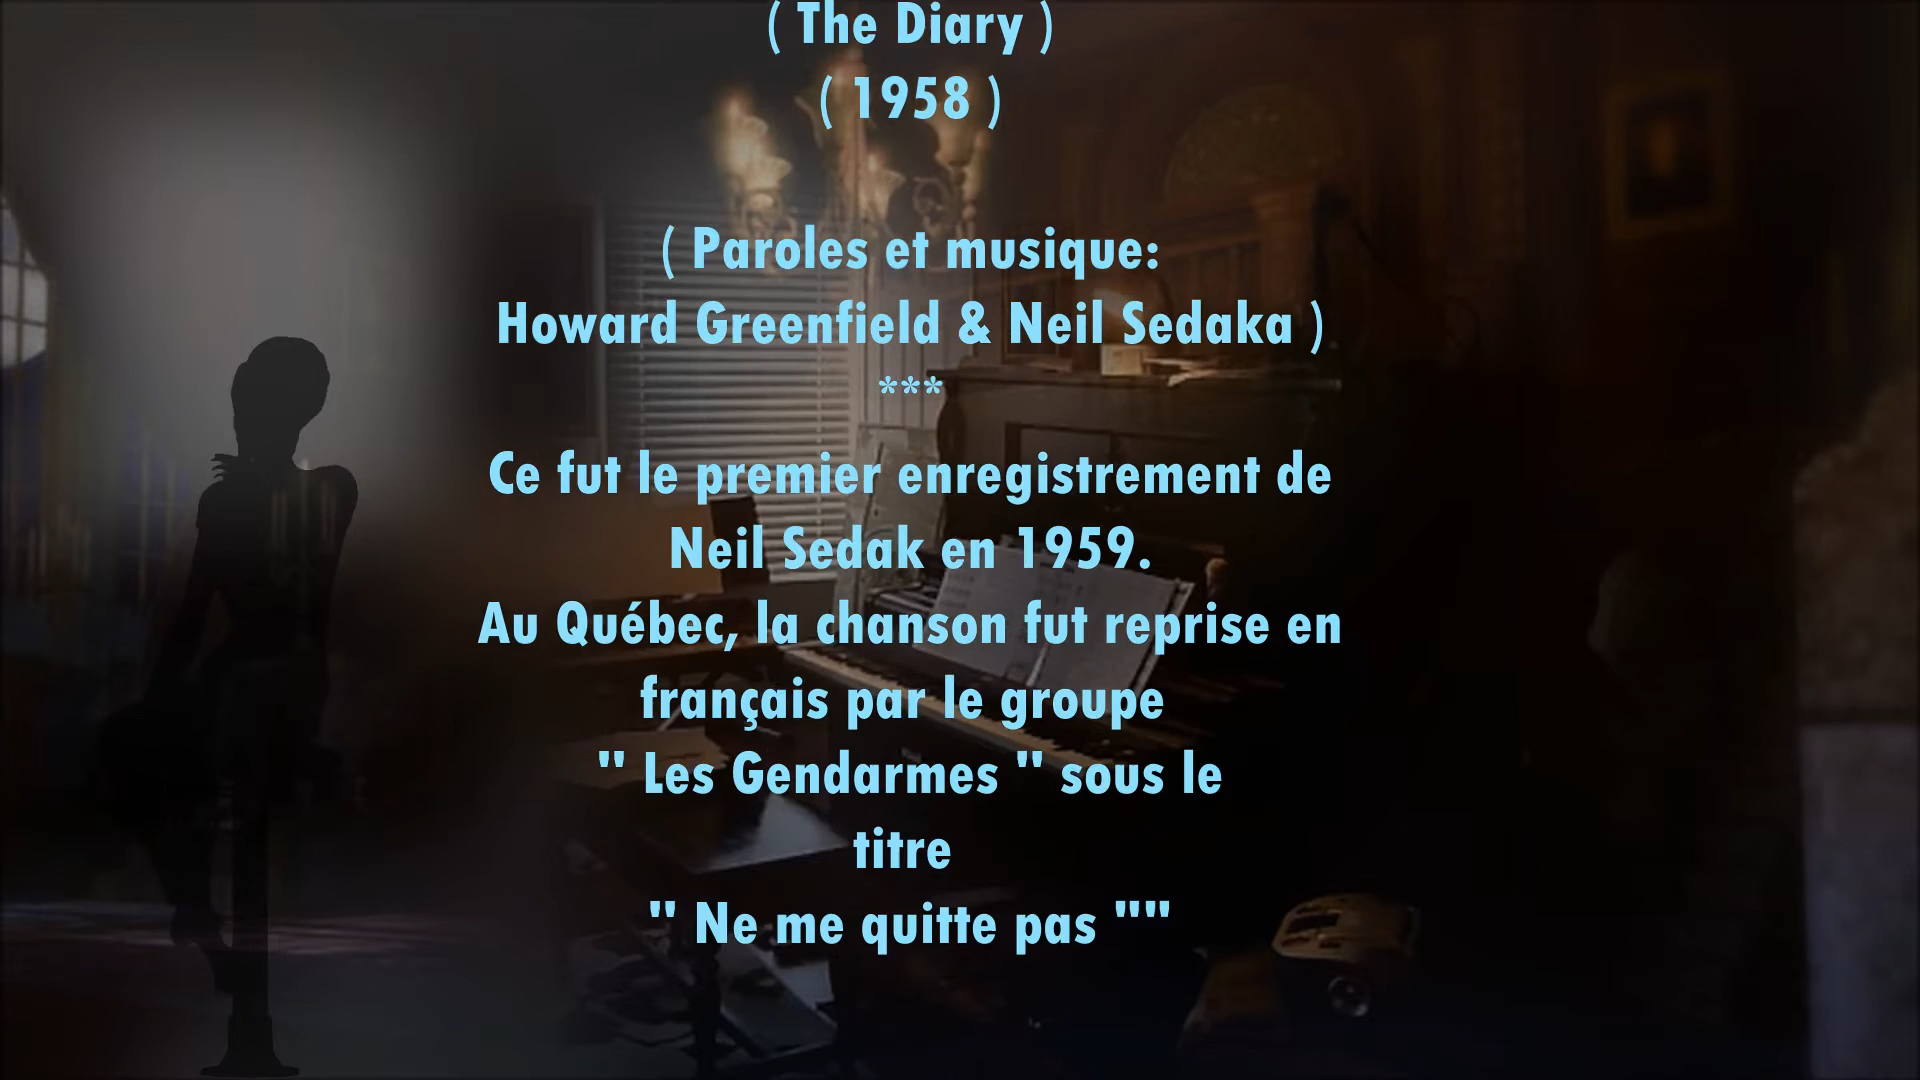 ( The Diary )
( 1958 )
( Paroles et musique:
Howard Greenfield & Neil Sedaka )
***
Ce fut le premier enregistrement de
Neil Sedak en 1959.
Au Québec, la chanson fut reprise en
français par le groupe
" Les Gendarmes " sous le
titre
" Ne me quitte pas ""